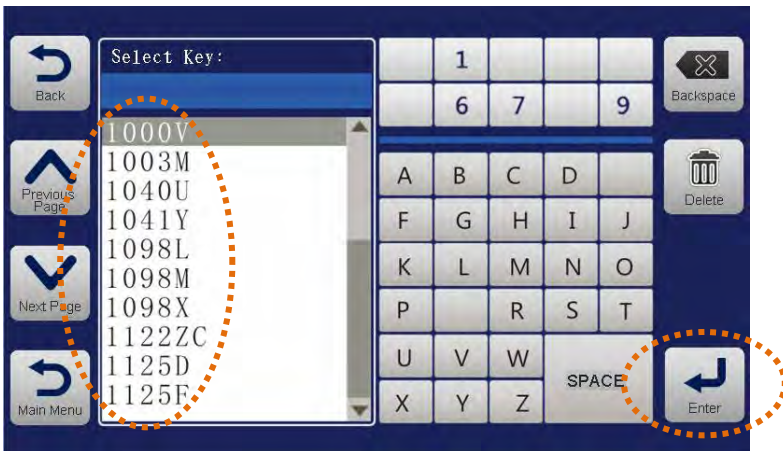 Back
Previous
Page
Next Page
Main Menu
Select Key:
1000V
1003M
1040U
1041Y
1098L
1098M
1098X
1122ZC
1125D
1125F
1
6 7 9
A B C D
F G H I J
K L M N O
P R S T
U V W
X Y Z
SPACE
Backspace
Delete
Enter